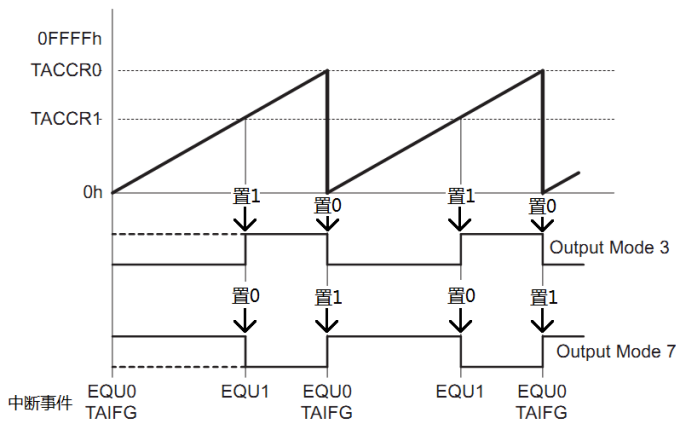 0FFFFh
TACCR0
TACCR1
0h
置1 置0 置1 置0
Output Mode 3
置0 置1 置0 置1
Output Mode 7
中断事件
EQU0 EQU1 EQU0 EQU1 EQU0
TAIFG TAIFG TAIFG